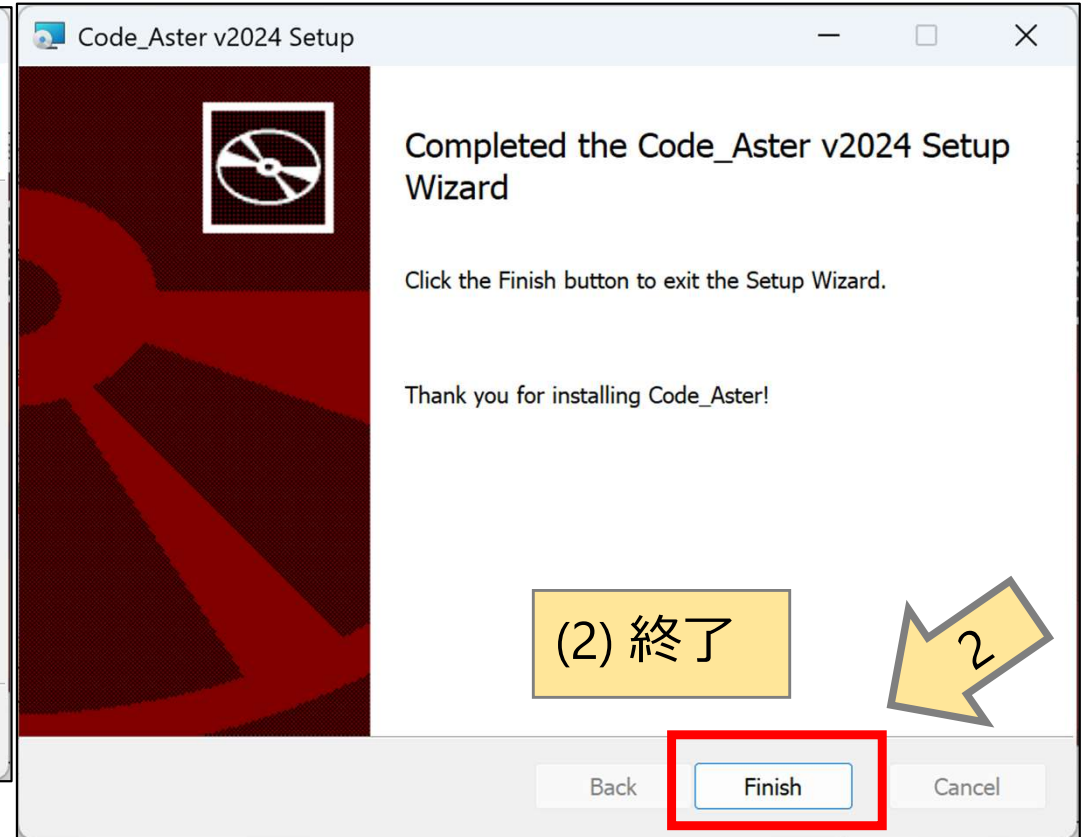 Code_Aster v2024 Setup
Completed the Code_Aster v2024 Setup
Wizard
Click the Finish button to exit the Setup Wizard.
Thank you for installing Code_Aster!
(2) 終了
2
Back
Finish
Cancel